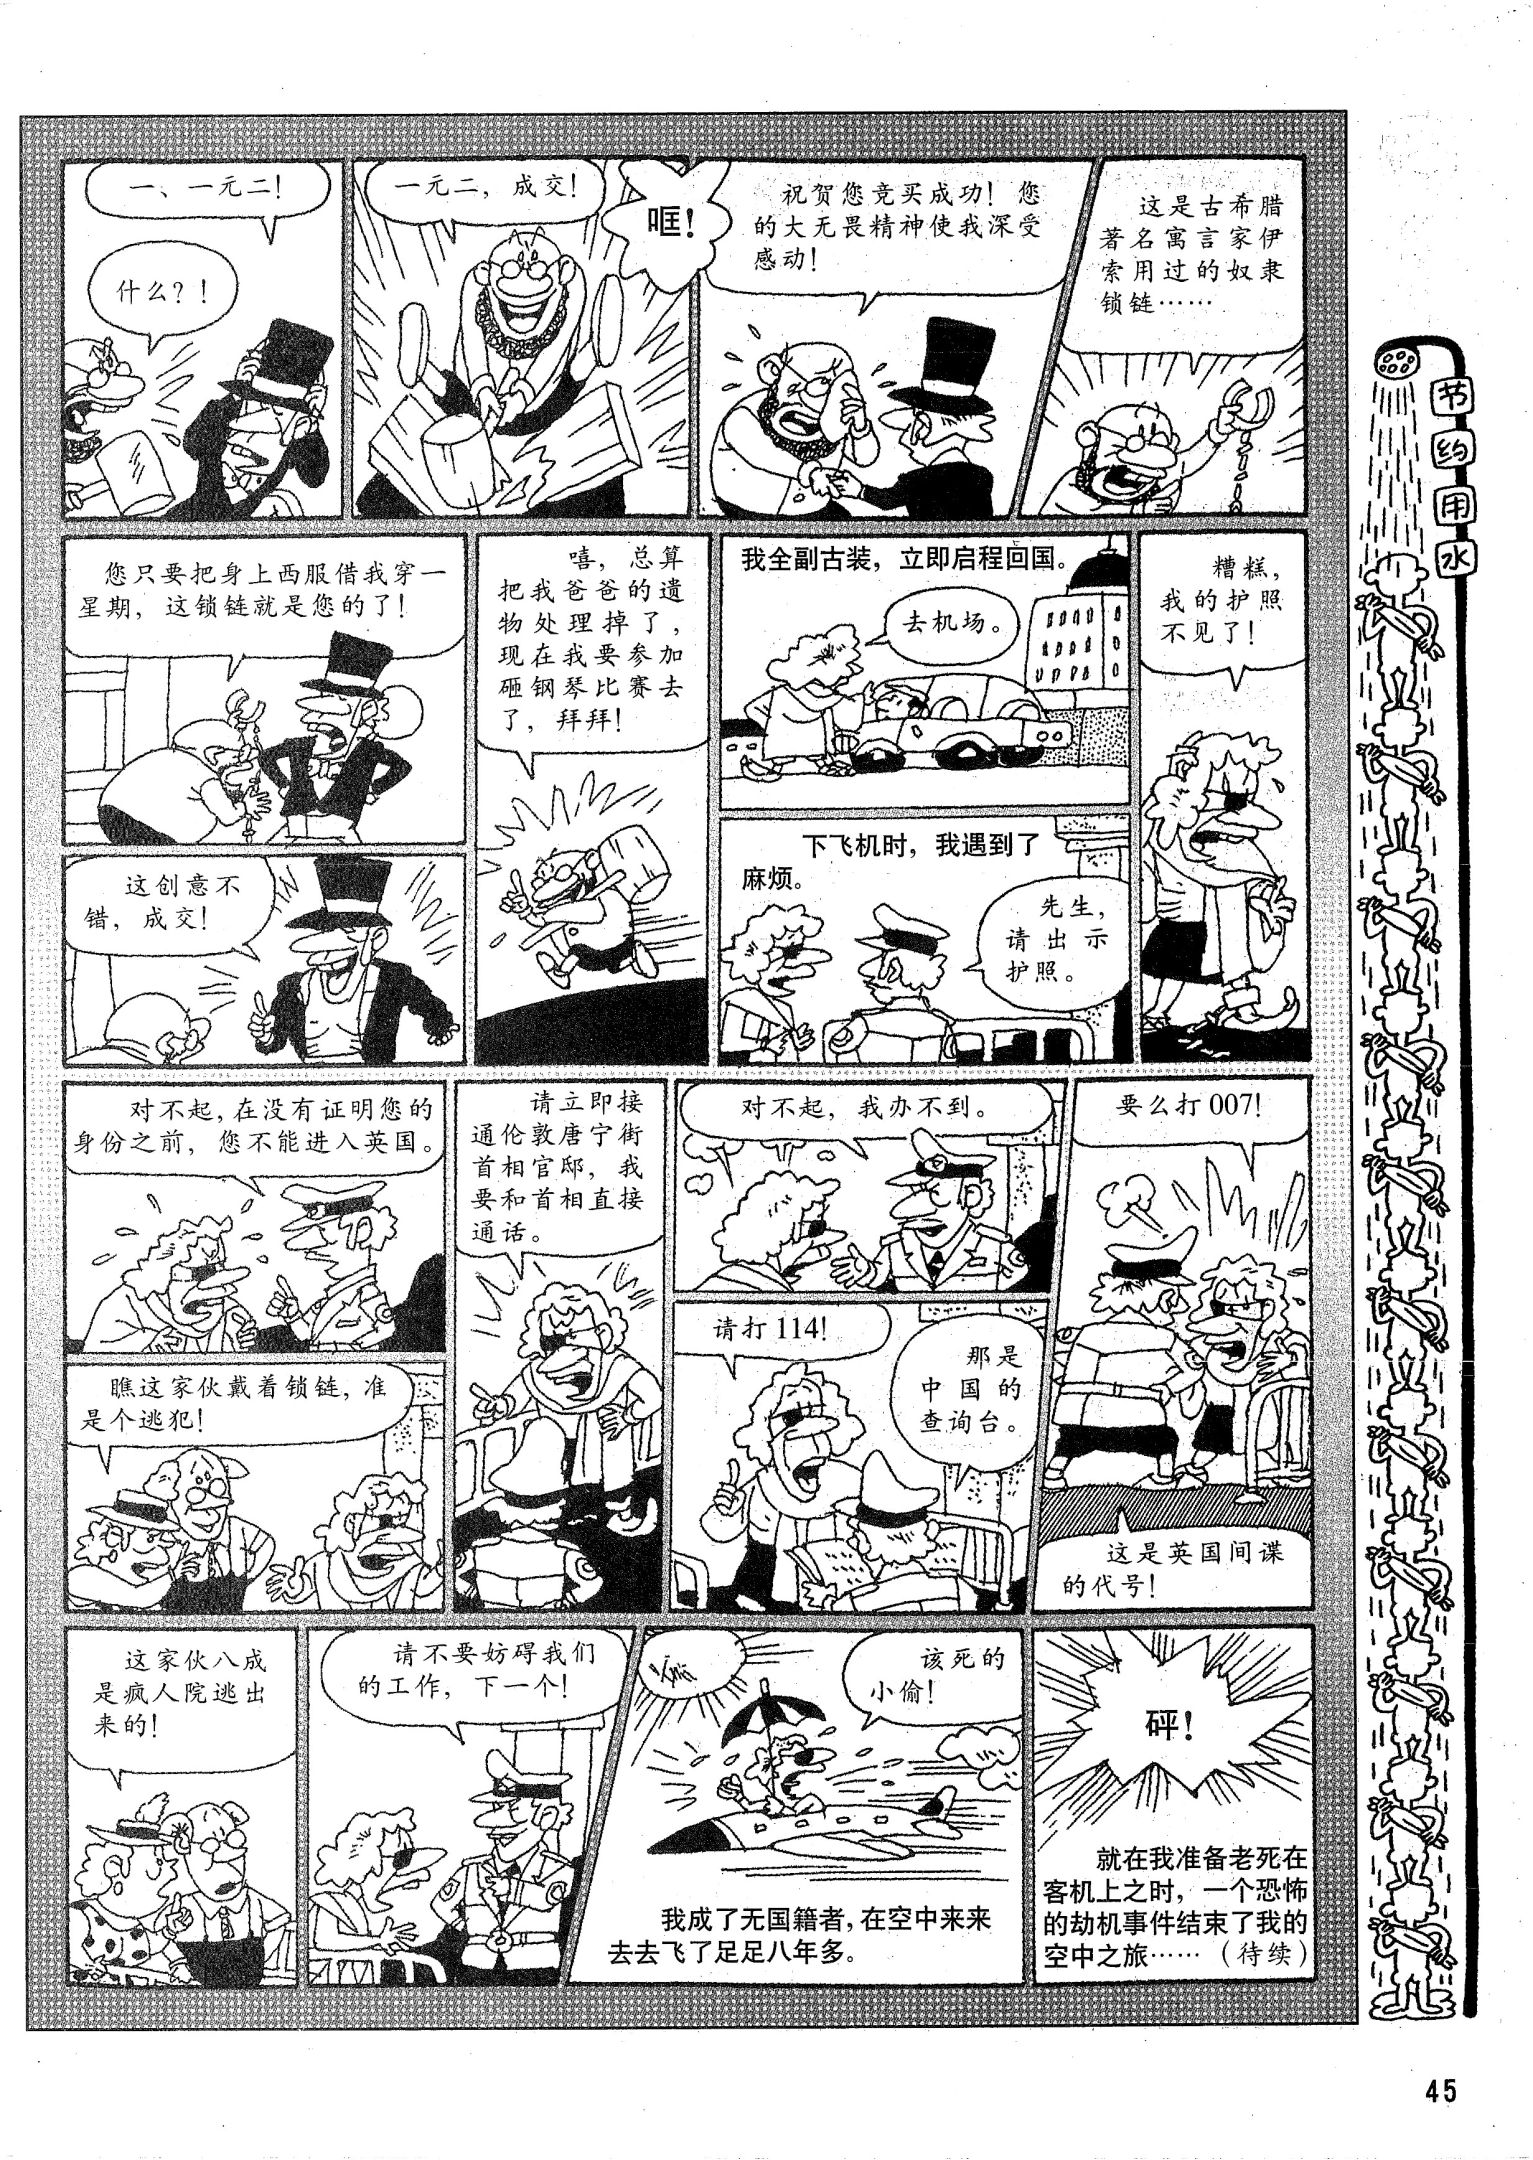 一、一元二！
什么？！
一元二，成交！
哐！
祝贺您竞买成功！您
的大无畏精神使我深受
感动！
这是古希腊
著名寓言家伊
索用过的奴隶
锁链……
您只要把身上西服借我穿一
星期，这锁链就是您的了！
这创意不
错，成交！
嘻，总算
把我爸爸的遗
物处理掉了，
现在我要参加
砸钢琴比赛去
了，拜拜！
我全副古装，立即启程回国。
去机场。
下飞机时，我遇到了
麻烦。
先生，
请出示
护照。
糟糕，
我的护照
不见了！
对不起，在没有证明您的
身份之前，您不能进入英国。
瞧这家伙戴着锁链，准
是个逃犯！
请立即接
通伦敦唐宁街
首相官邸，我
要和首相直接
通话。
对不起，我办不到。
请打114！
那是
中国的
查询台。
要么打007！
这是英国间谍
的代号！
这家伙八成
是疯人院逃出
来的！
请不要妨碍我们
的工作，下一个！
该死的
小偷！
我成了无国籍者，在空中来来
去去飞了足足八年多。
砰！
就在我准备老死在
客机上之时，一个恐怖
的劫机事件结束了我的
空中之旅……（待续）
节
约
用
水
45